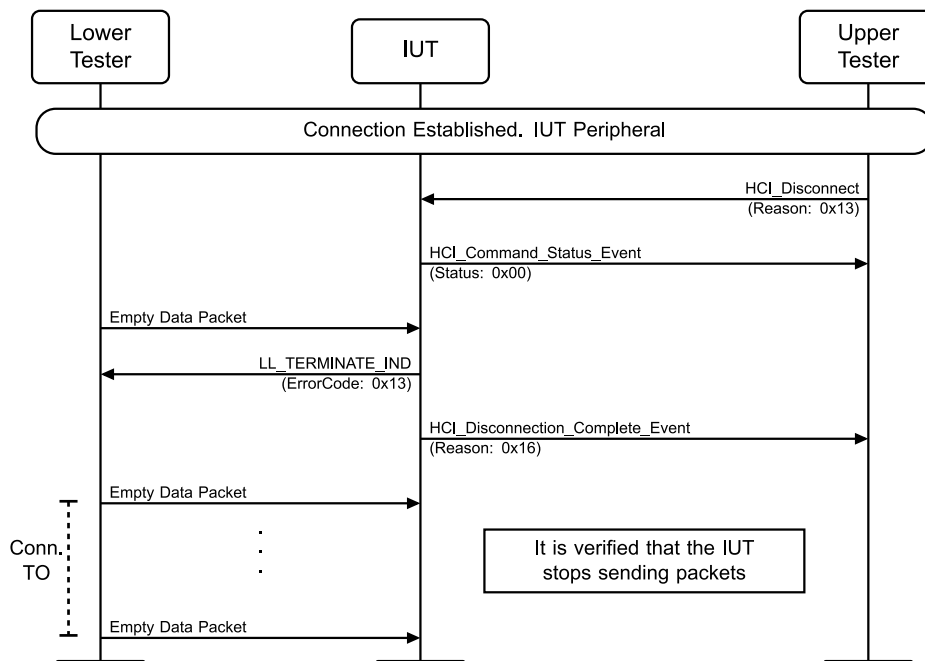 Lower
Tester
IUT
Upper
Tester
Connection Established. IUT Peripheral
HCI_Disconnect
(Reason: 0x13)
HCI_Command_Status_Event
(Status: 0x00)
Empty Data Packet
LL_TERMINATE_IND
(ErrorCode: 0x13)
HCI_Disconnection_Complete_Event
(Reason: 0x16)
Empty Data Packet
Conn.
TO
It is verified that the IUT
stops sending packets
Empty Data Packet